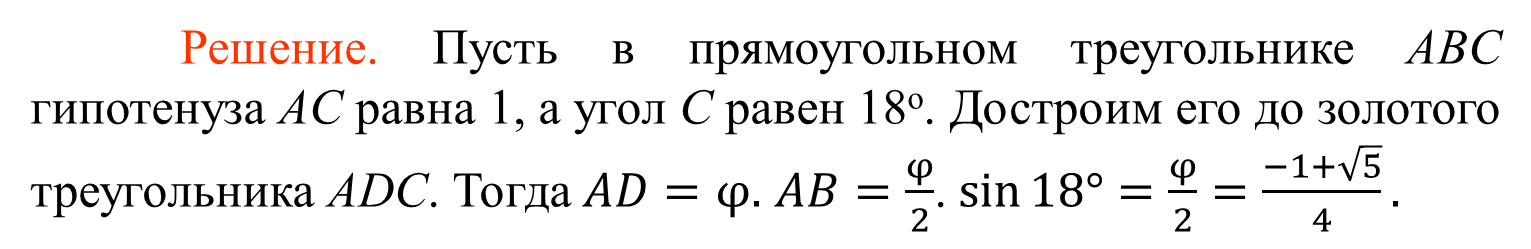 Решение. Пусть в прямоугольном треугольнике ABC
гипотенуза AC равна 1, а угол C равен 18º. Достроим его до золотого
треугольника ADC. Тогда AD = φ. AB = φ/2. sin 18° = φ/2 = (−1+√5)/4.